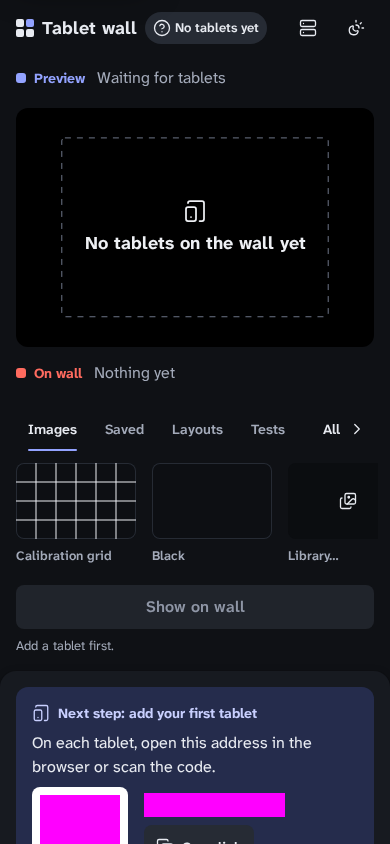 Tablet wall
No tablets yet
Preview Waiting for tablets
No tablets on the wall yet
On wall Nothing yet
Images Saved Layouts Tests All
Calibration grid Black Library...
Show on wall
Add a tablet first.
Next step: add your first tablet
On each tablet, open this address in the
browser or scan the code.